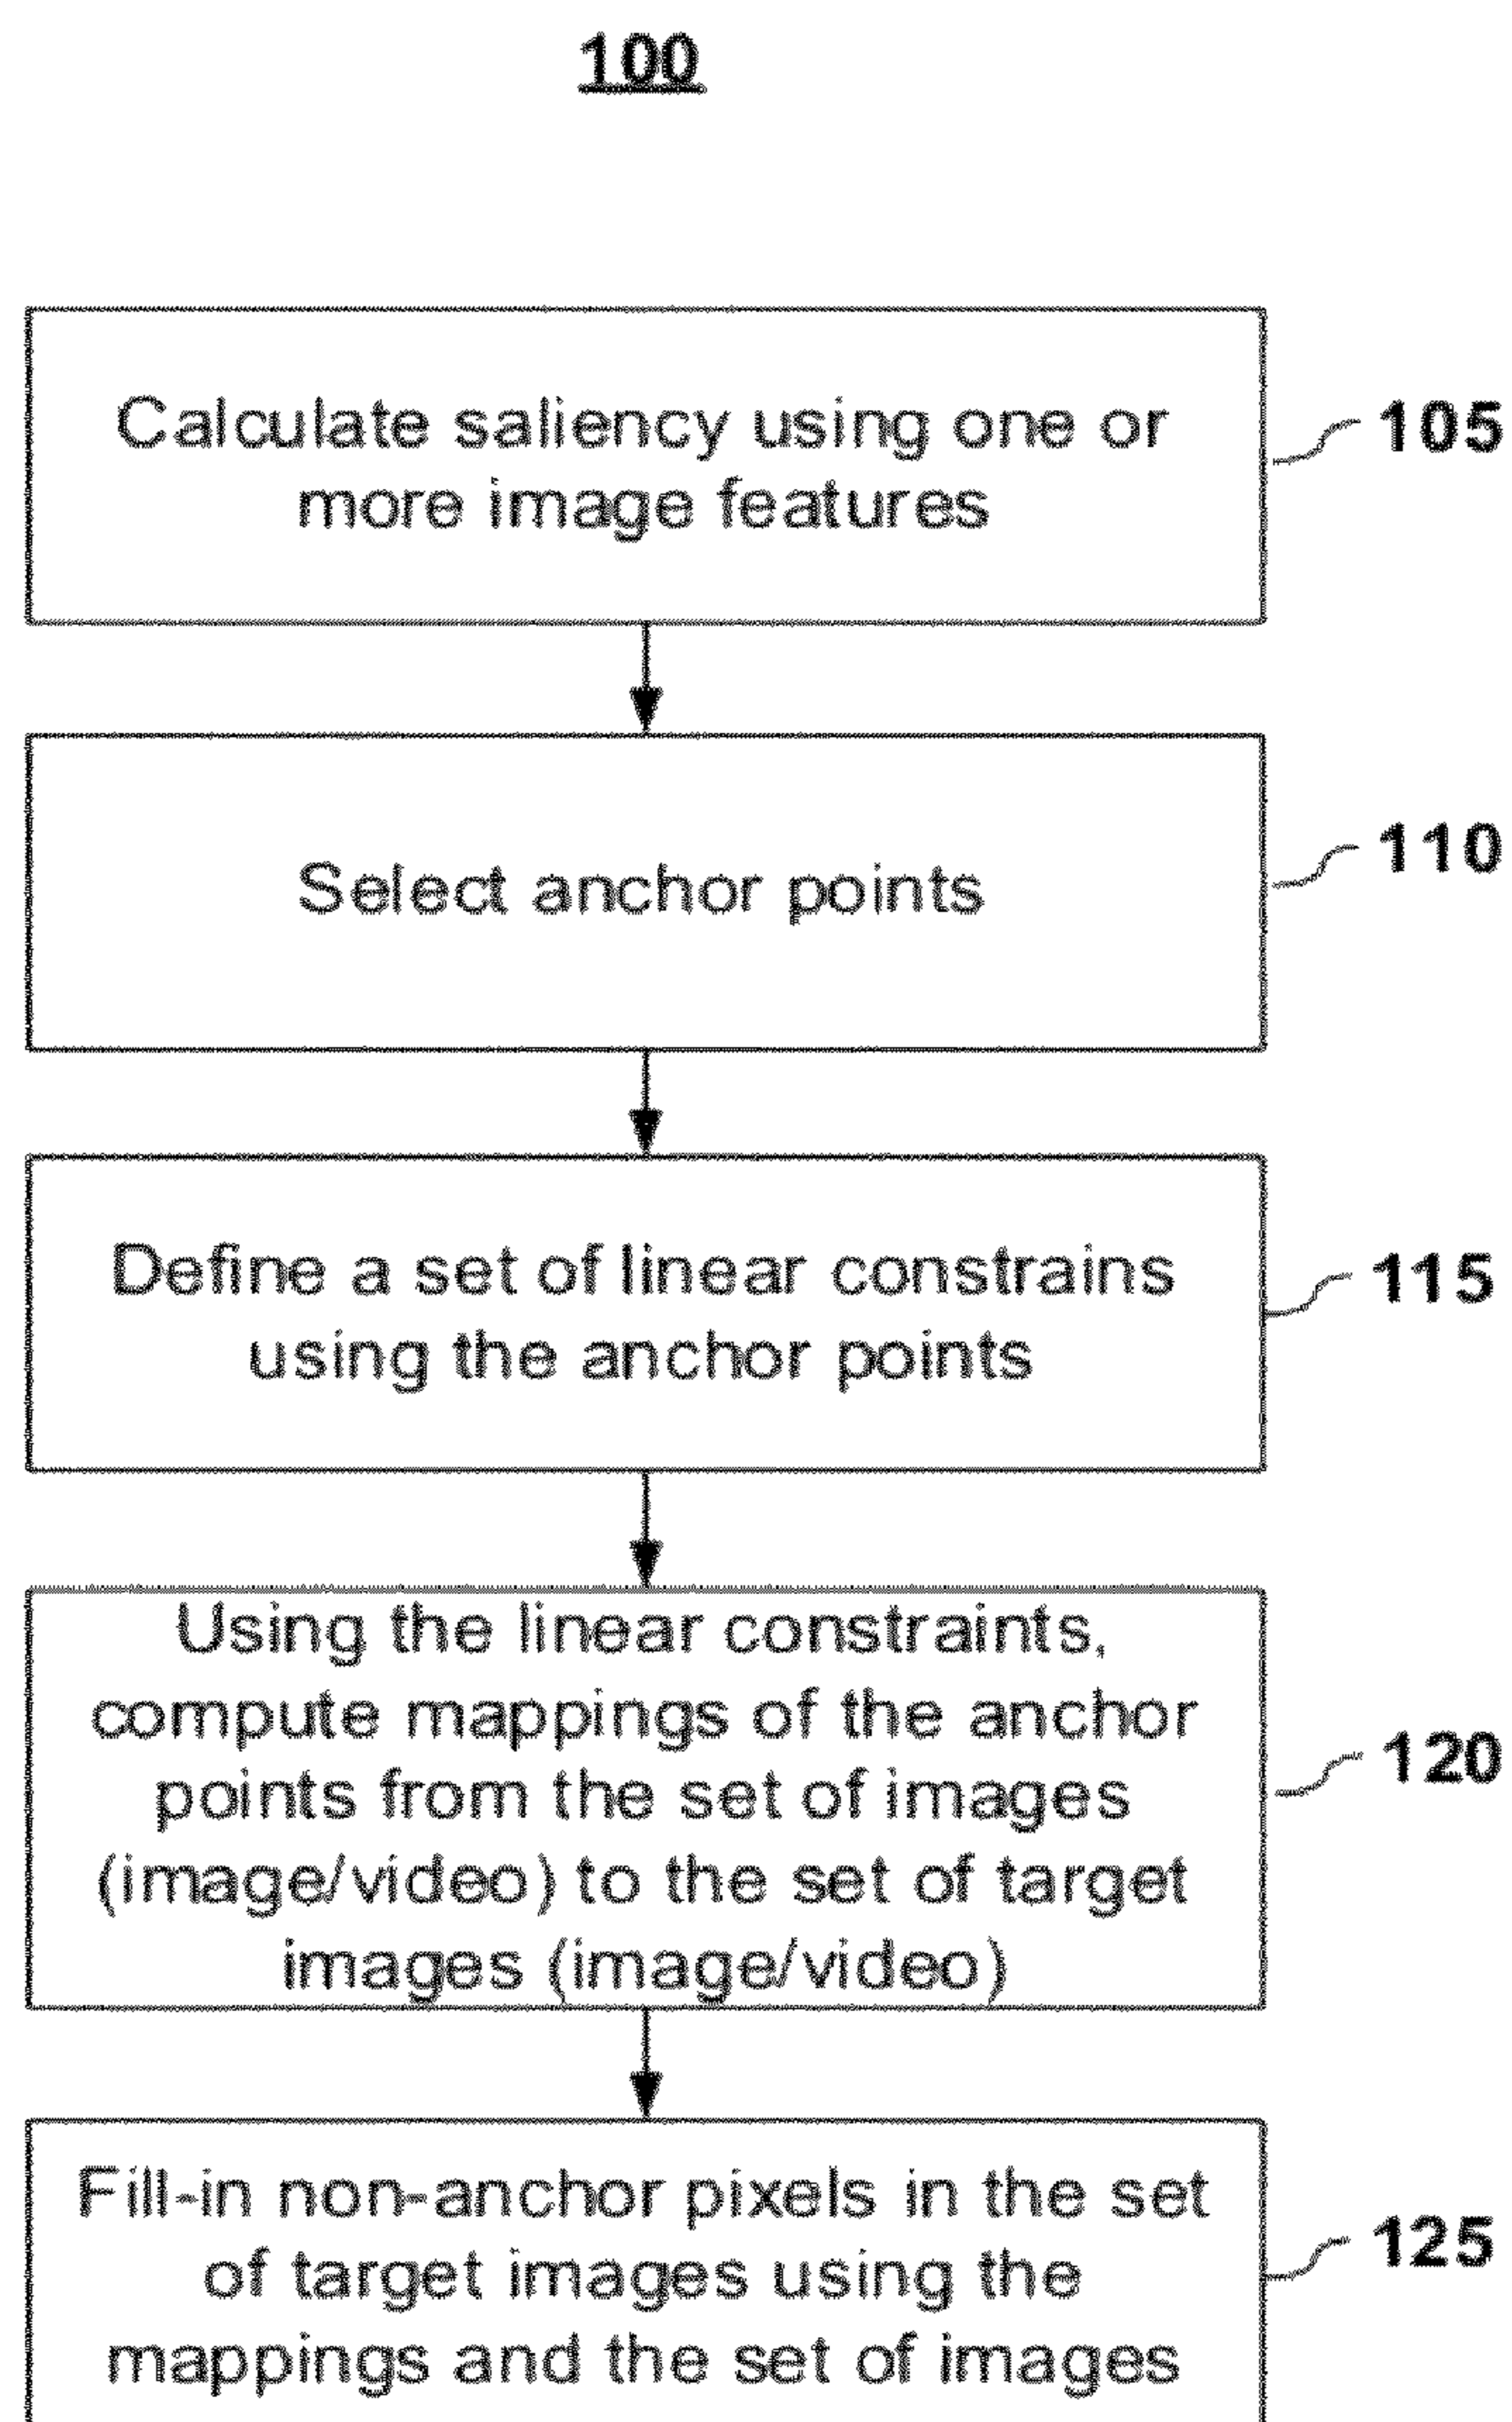 100
Calculate saliency using one or
more image features
105
Select anchor points
110
Define a set of linear constrains
using the anchor points
115
Using the linear constraints,
compute mappings of the anchor
points from the set of images
(image/video) to the set of target
images (image/video)
120
Fill-in non-anchor pixels in the set
of target images using the
mappings and the set of images
125